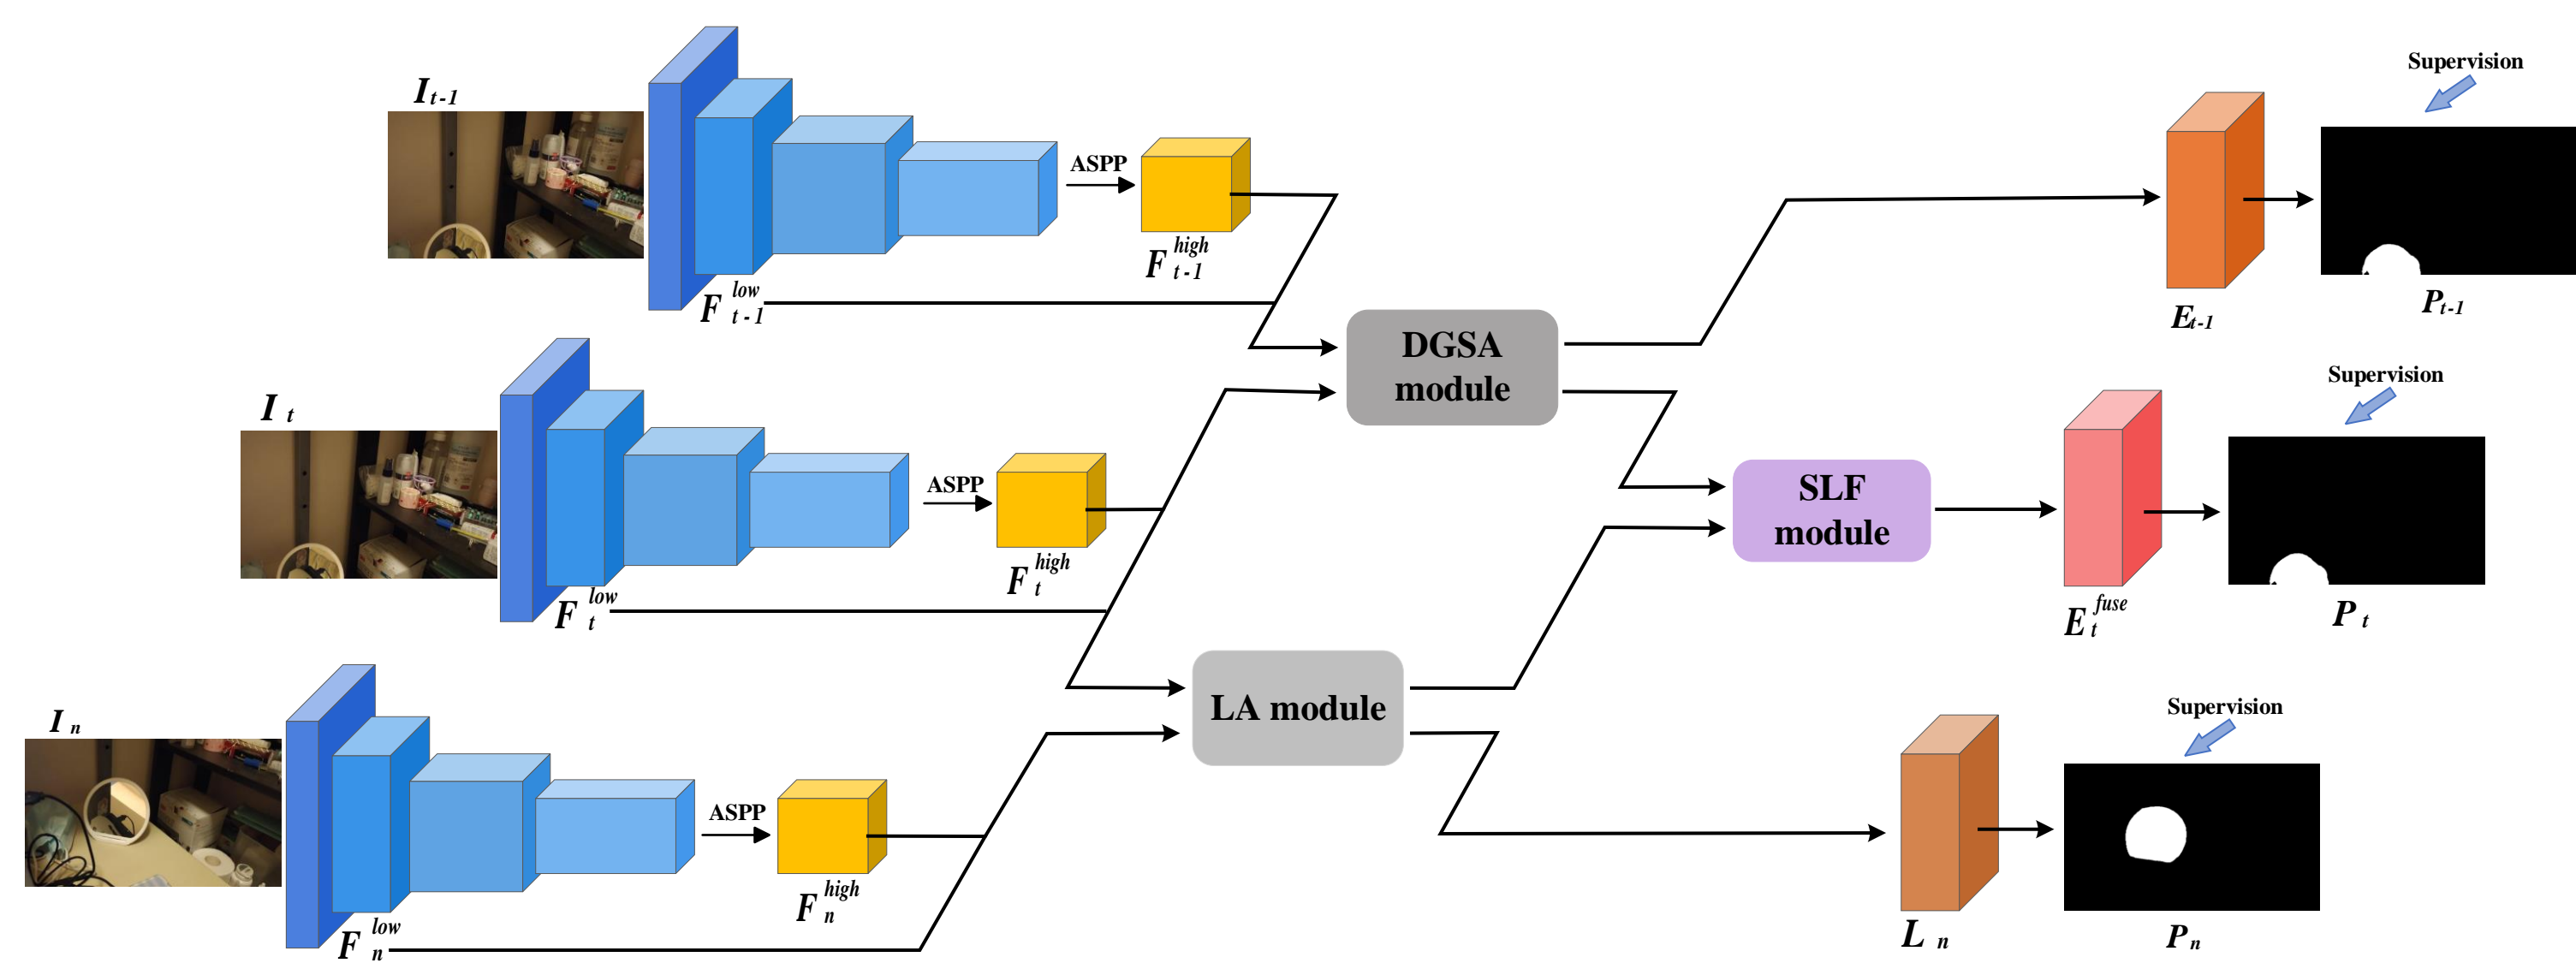 I t-1
ASPP
F t-1 high
F t-1 low
I t
ASPP
F t high
F t low
I n
ASPP
F n high
F n low
DGSA
module
LA module
SLF
module
Supervision
E t-1
P t-1
Supervision
E t fuse
P t
Supervision
L n
P n